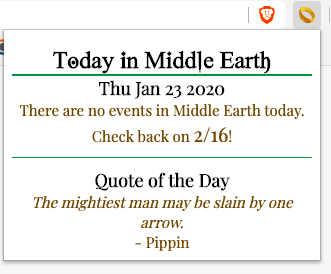 Today in Middle Earth
Thu Jan 23 2020
There are no events in Middle Earth today.
Check back on 2/16!
Quote of the Day
The mightiest man may be slain by one
arrow.
- Pippin